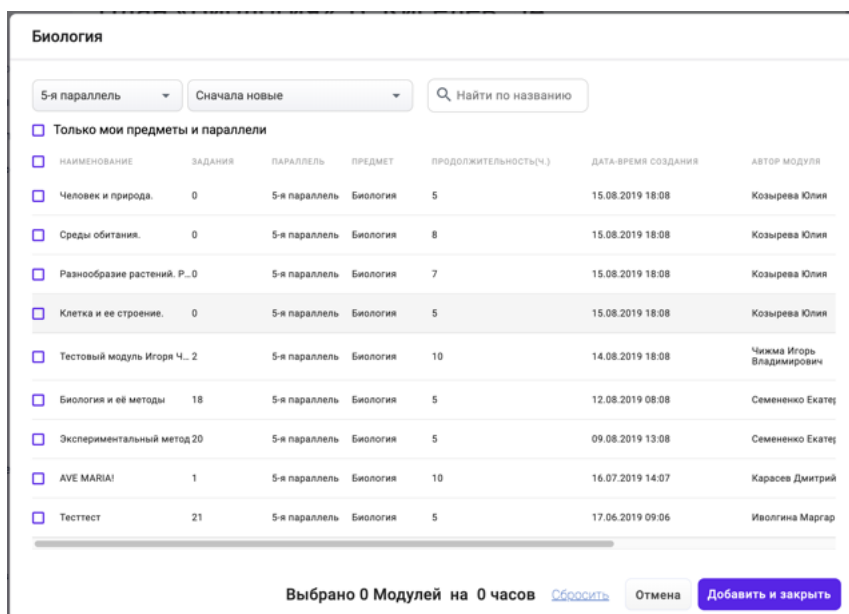 Биология
5-я параллель Сначала новые Найти по названию
Только мои предметы и параллели
НАИМЕНОВАНИЕ ЗАДАНИЯ ПАРАЛЛЕЛЬ ПРЕДМЕТ ПРОДОЛЖИТЕЛЬНОСТЬ(Ч.) ДАТА-ВРЕМЯ СОЗДАНИЯ АВТОР МОДУЛЯ
Человек и природа. 0 5-я параллель Биология 5 15.08.2019 18:08 Козырева Юлия
Среды обитания. 0 5-я параллель Биология 8 15.08.2019 18:08 Козырева Юлия
Разнообразие растений. Р... 0 5-я параллель Биология 7 15.08.2019 18:08 Козырева Юлия
Клетка и ее строение. 0 5-я параллель Биология 5 15.08.2019 18:08 Козырева Юлия
Тестовый модуль Игоря Ч... 2 5-я параллель Биология 10 14.08.2019 18:08 Чижма Игорь
Владимирович
Биология и её методы 18 5-я параллель Биология 5 12.08.2019 08:08 Семененко Екатер
Экспериментальный метод 20 5-я параллель Биология 5 09.08.2019 13:08 Семененко Екатер
AVE MARIA! 1 5-я параллель Биология 10 16.07.2019 14:07 Карасев Дмитрий
Тесттест 21 5-я параллель Биология 5 17.06.2019 09:06 Иволгина Маргар
Выбрано 0 Модулей на 0 часов Сбросить Отмена Добавить и закрыть